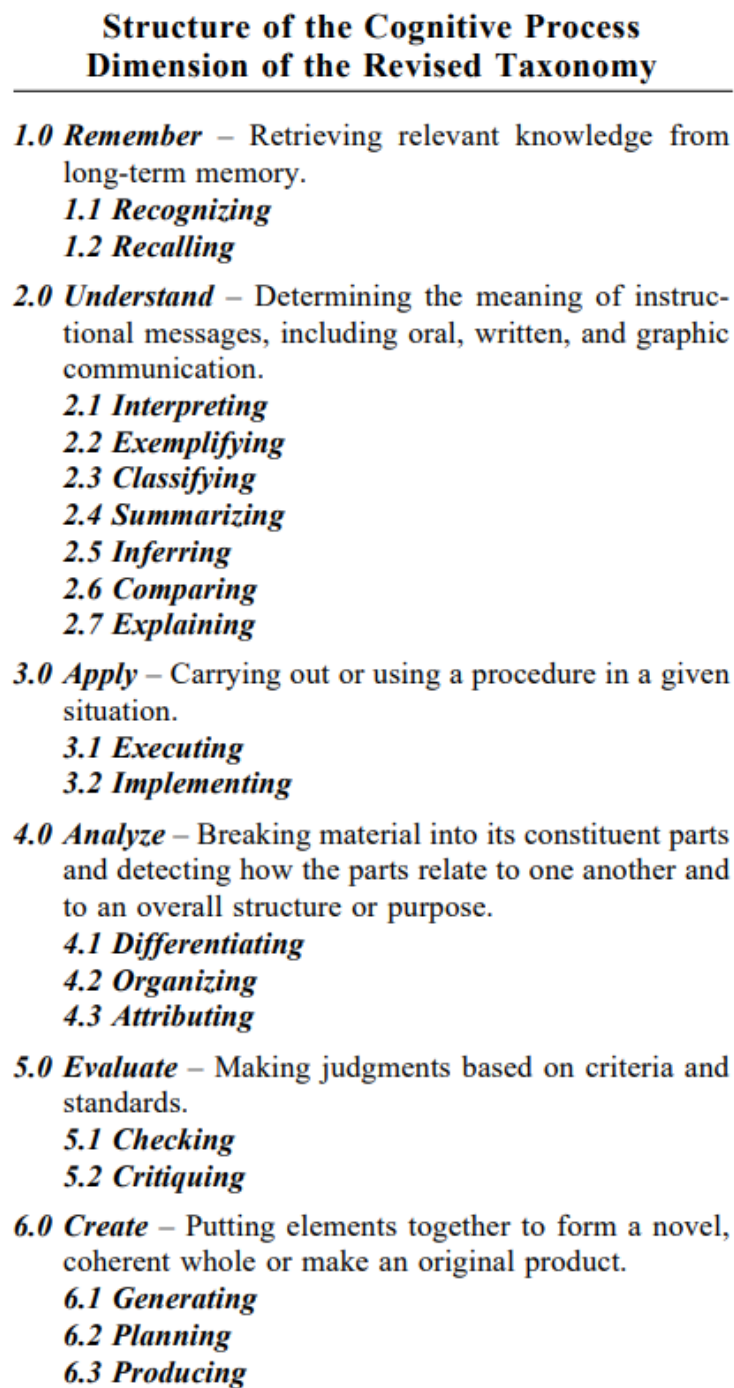 Structure of the Cognitive Process
Dimension of the Revised Taxonomy
1.0 Remember – Retrieving relevant knowledge from
long-term memory.
1.1 Recognizing
1.2 Recalling
2.0 Understand – Determining the meaning of instruc-
tional messages, including oral, written, and graphic
communication.
2.1 Interpreting
2.2 Exemplifying
2.3 Classifying
2.4 Summarizing
2.5 Inferring
2.6 Comparing
2.7 Explaining
3.0 Apply – Carrying out or using a procedure in a given
situation.
3.1 Executing
3.2 Implementing
4.0 Analyze – Breaking material into its constituent parts
and detecting how the parts relate to one another and
to an overall structure or purpose.
4.1 Differentiating
4.2 Organizing
4.3 Attributing
5.0 Evaluate – Making judgments based on criteria and
standards.
5.1 Checking
5.2 Critiquing
6.0 Create – Putting elements together to form a novel,
coherent whole or make an original product.
6.1 Generating
6.2 Planning
6.3 Producing